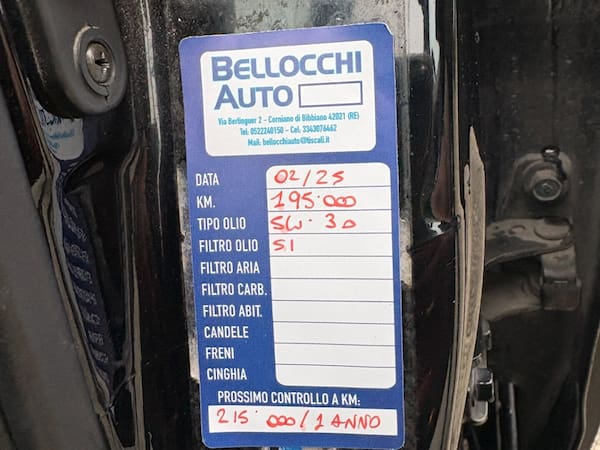 BELLOCCHI
AUTO
Via Berlinguer 2 - Corniano di Bibbiano 42021 (RE)
Tel: 0522240150 - Cel: 3343076462
Mail: bellocchiauto@tiscali.it
DATA 02/25
KM. 195.000
TIPO OLIO 5W.30
FILTRO OLIO SI
FILTRO ARIA
FILTRO CARB.
FILTRO ABIT.
CANDELE
FRENI
CINGHIA
PROSSIMO CONTROLLO A KM:
215.000/1 ANNO